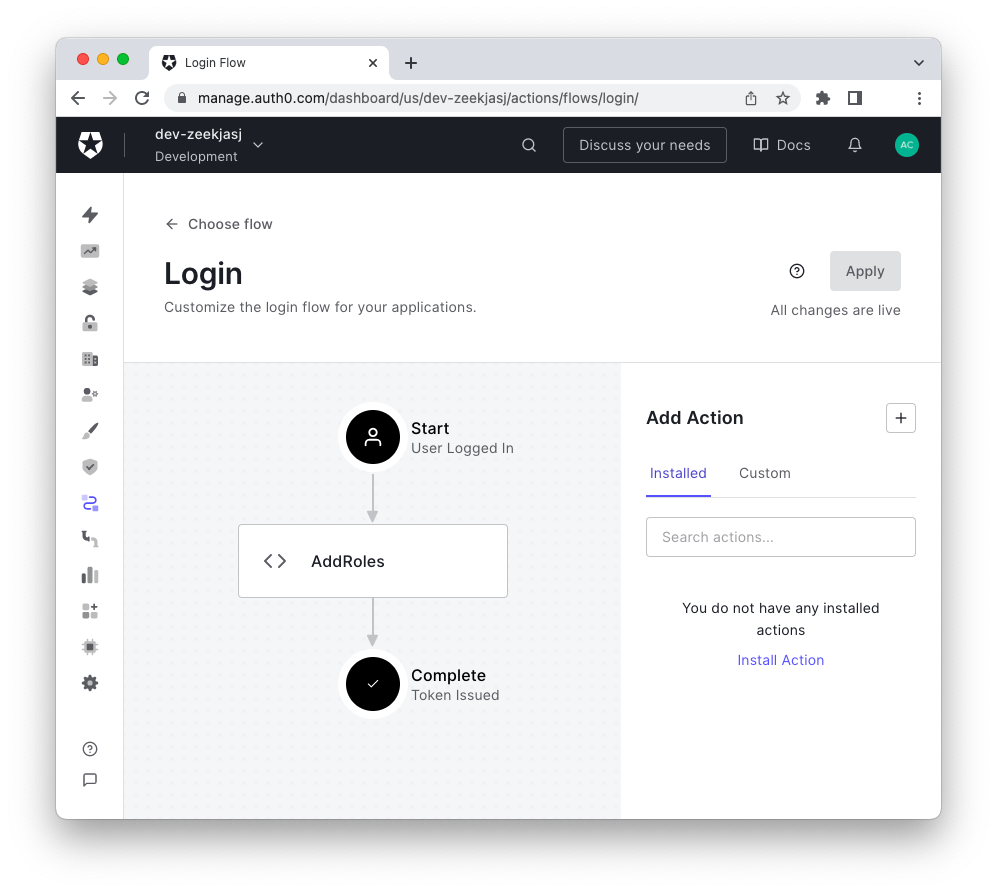 Login Flow
manage.auth0.com/dashboard/us/dev-zeekjasj/actions/flows/login/
dev-zeekjasj
Development
Discuss your needs
Docs
AC
Choose flow
Login
Customize the login flow for your applications.
Apply
All changes are live
Start
User Logged In
AddRoles
Complete
Token Issued
Add Action
Installed Custom
Search actions...
You do not have any installed
actions
Install Action